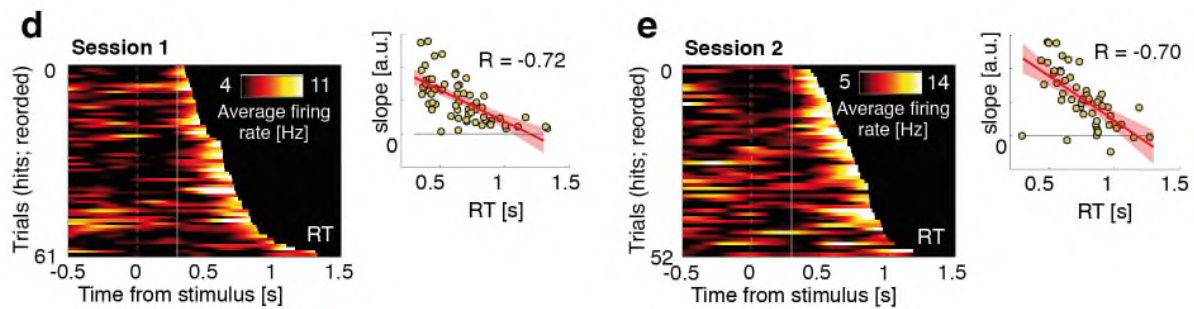 d
Session 1
0
4 11
Average firing
rate [Hz]
Trials (hits; reorded)
RT
61
-0.5 0 0.5 1 1.5
Time from stimulus [s]
R = -0.72
slope [a.u.]
0
0.5 1.0 1.5
RT [s]
e
Session 2
0
5 14
Average firing
rate [Hz]
Trials (hits; reorded)
RT
52
-0.5 0 0.5 1 1.5
Time from stimulus [s]
R = -0.70
slope [a.u.]
0
0.5 1 1.5
RT [s]